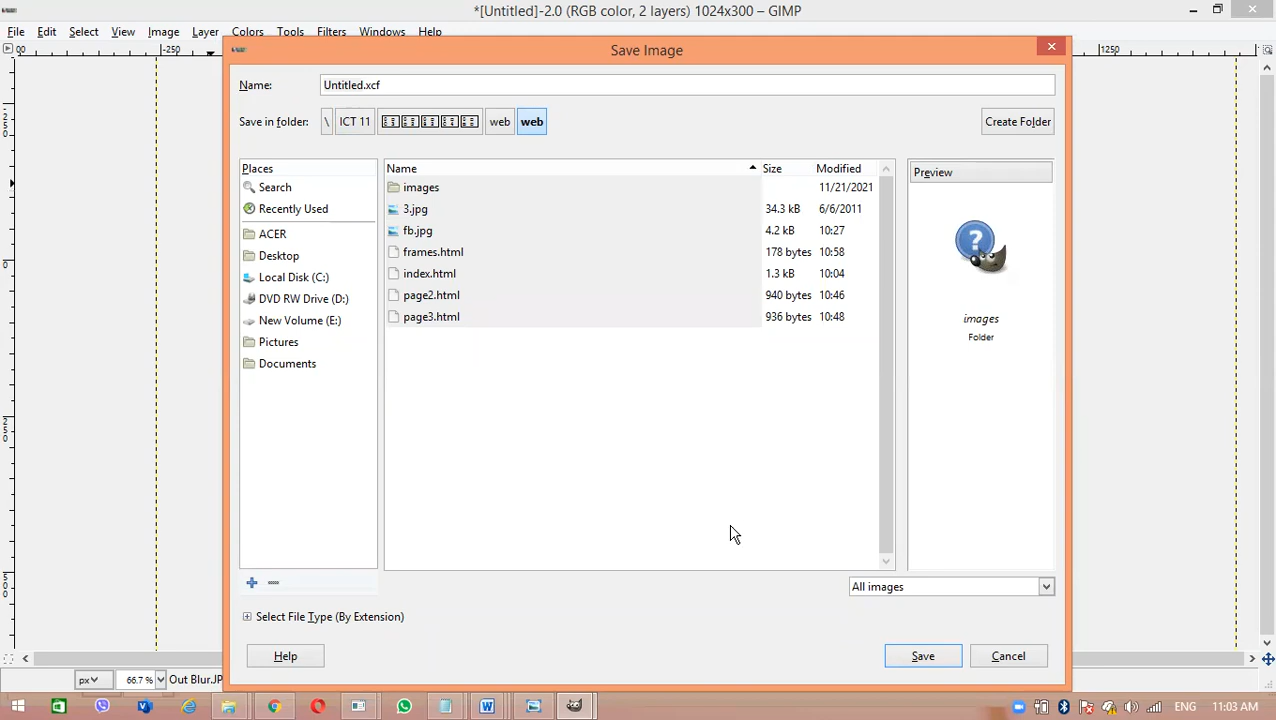 *[Untitled]-2.0 (RGB color, 2 layers) 1024x300 – GIMP
File Edit Select View Image Layer Colors Tools Filters Windows Help
Save Image
-250
1250
Name: Untitled.xcf
Save in folder: \ ICT 11 web web Create Folder
Places
Search
Recently Used
ACER
Desktop
Local Disk (C:)
DVD RW Drive (D:)
New Volume (E:)
Pictures
Documents
Name Size Modified
images 11/21/2021
3.jpg 34.3 kB 6/6/2011
fb.jpg 4.2 kB 10:27
frames.html 178 bytes 10:58
index.html 1.3 kB 10:04
page2.html 940 bytes 10:46
page3.html 936 bytes 10:48
Preview
images
Folder
All images
Select File Type (By Extension)
Help Save Cancel
px 66.7 % Out Blur.JP
ENG 11:03 AM